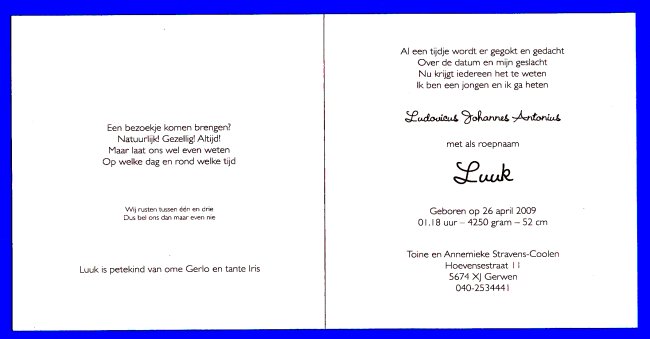 Een bezoekje komen brengen?
Natuurlijk! Gezellig! Altijd!
Maar laat ons wel even weten
Op welke dag en rond welke tijd
Wij rusten tussen één en drie
Dus bel ons dan maar even nie
Luuk is petekind van ome Gerlo en tante Iris
Al een tijdje wordt er gegokt en gedacht
Over de datum en mijn geslacht
Nu krijgt iedereen het te weten
Ik ben een jongen en ik ga heten
Ludovicus Johannes Antonius
met als roepnaam
Luuk
Geboren op 26 april 2009
01.18 uur – 4250 gram – 52 cm
Toine en Annemieke Stravens-Coolen
Hoevensestraat 11
5674 XJ Gerwen
040-2534441